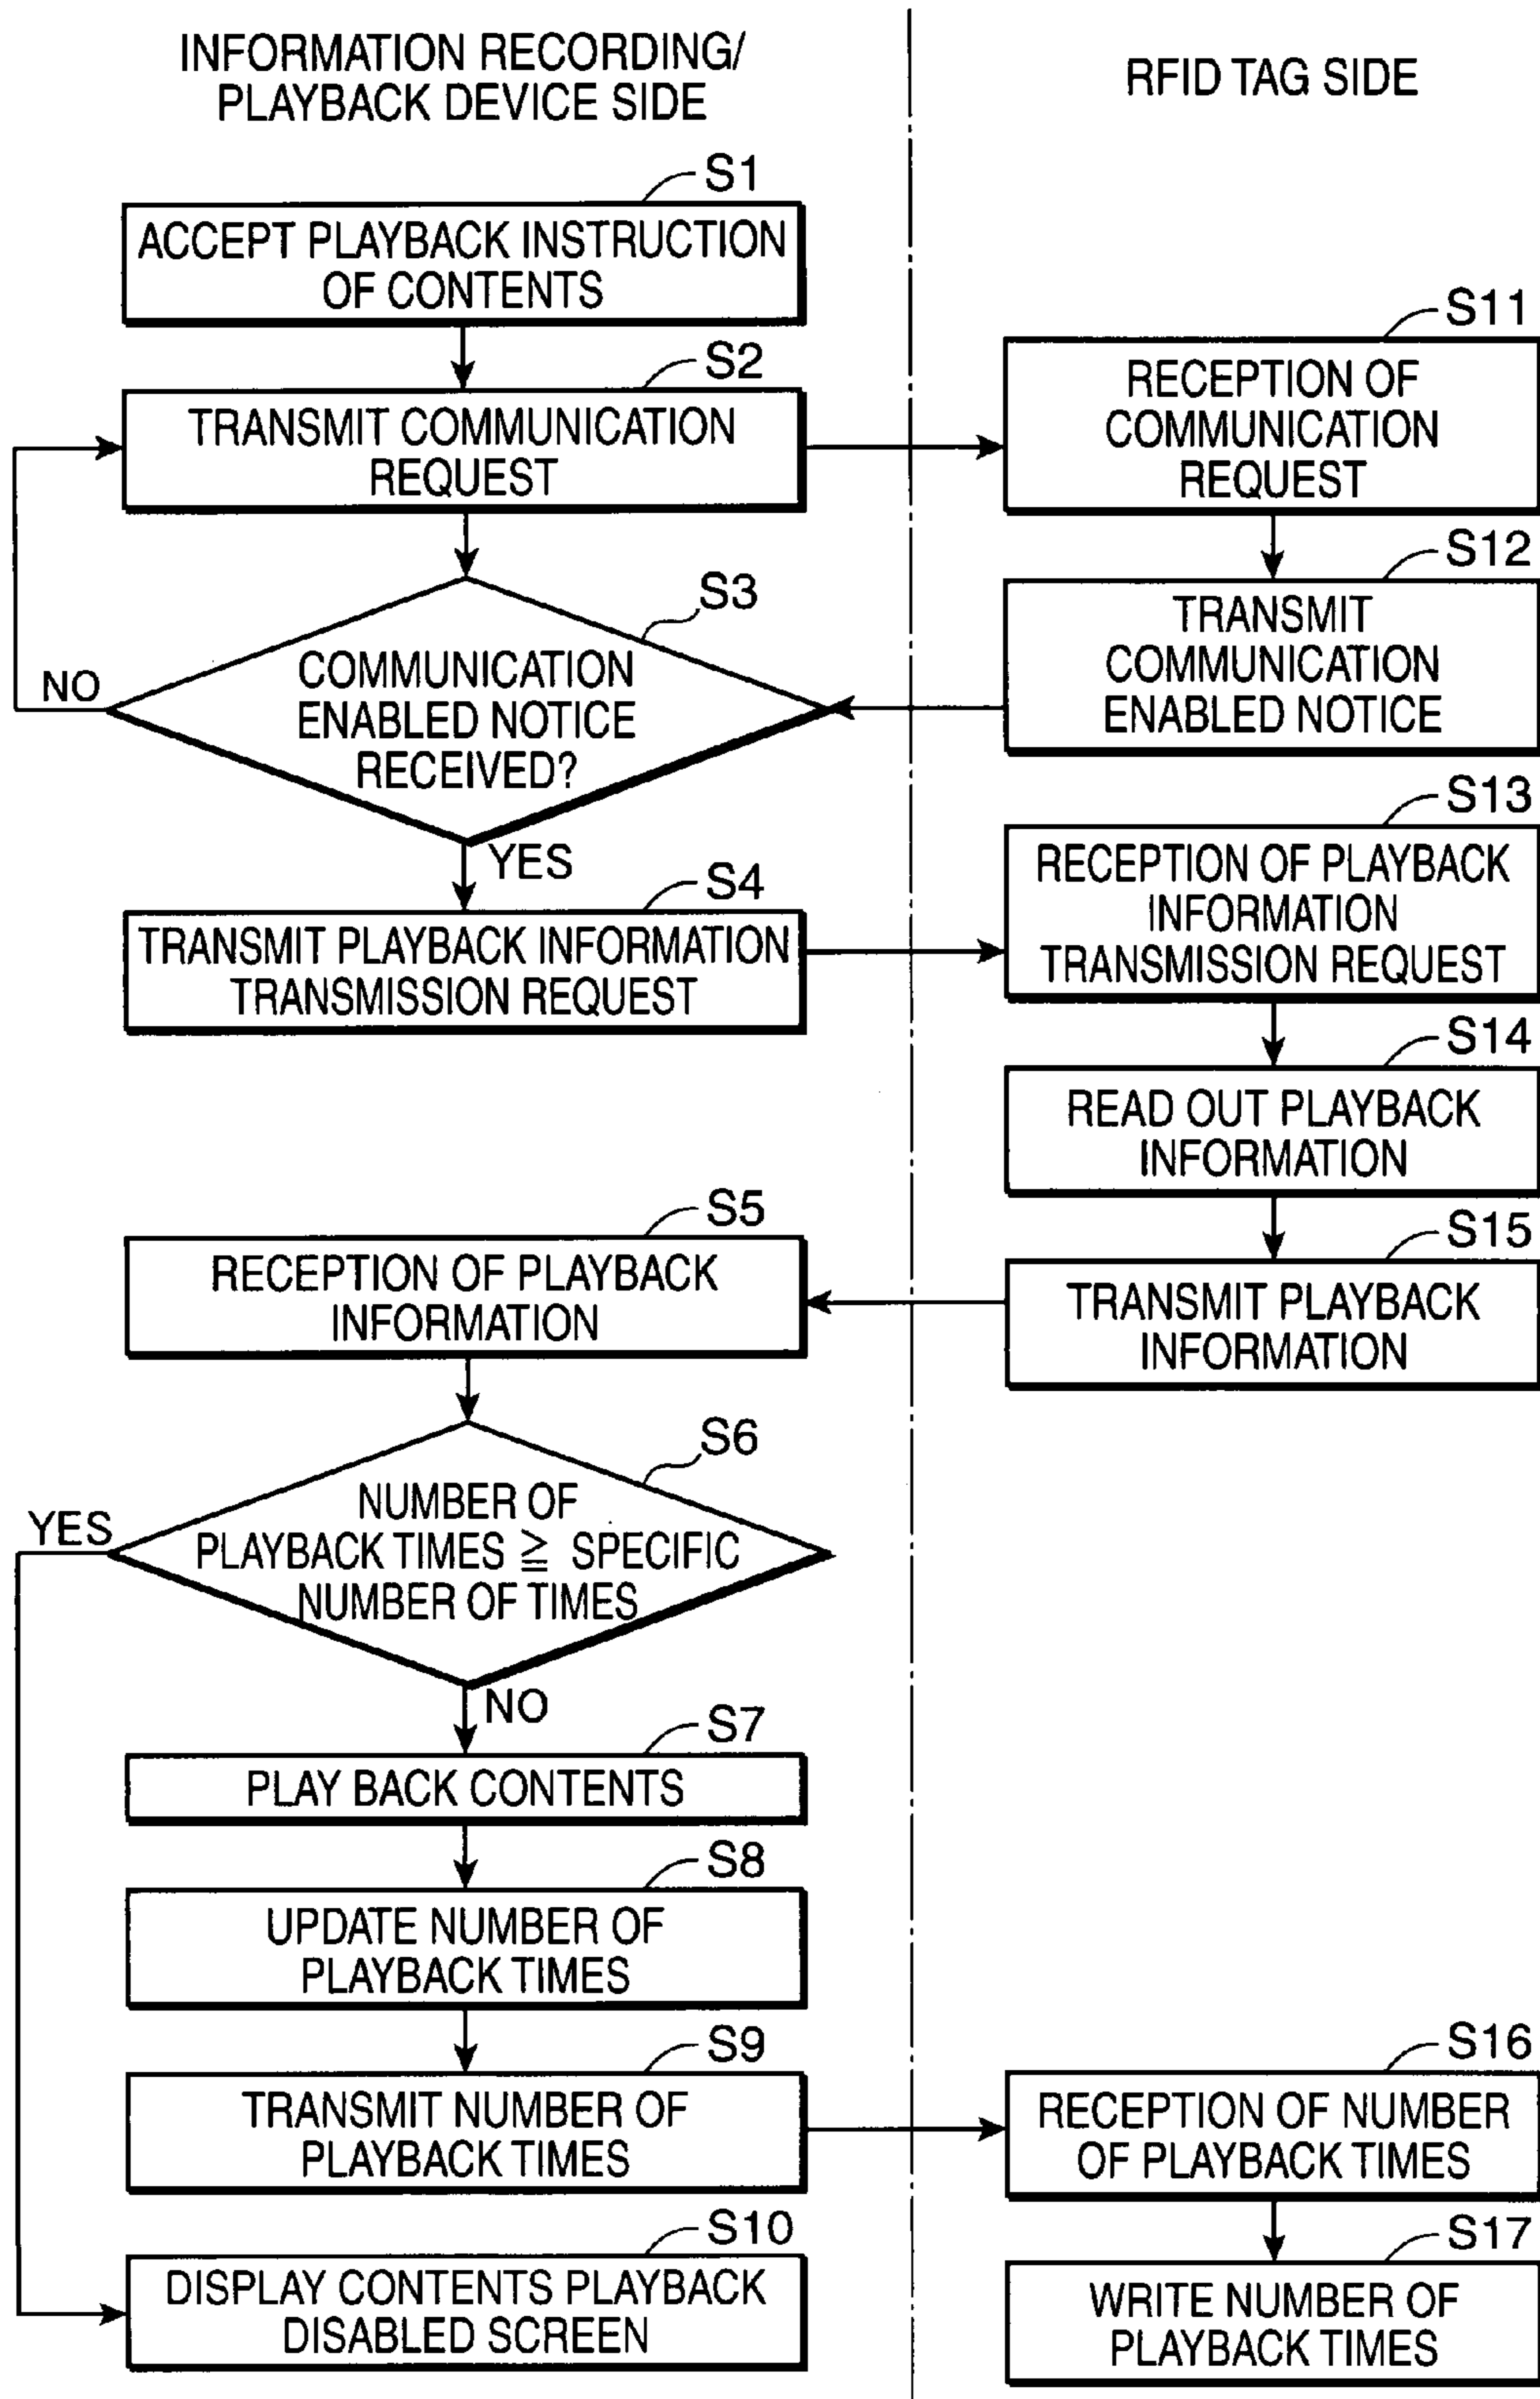 INFORMATION RECORDING/
PLAYBACK DEVICE SIDE
RFID TAG SIDE
S1
ACCEPT PLAYBACK INSTRUCTION
OF CONTENTS
S2
TRANSMIT COMMUNICATION
REQUEST
S11
RECEPTION OF
COMMUNICATION
REQUEST
S3
COMMUNICATION
ENABLED NOTICE
RECEIVED?
NO
YES
S12
TRANSMIT
COMMUNICATION
ENABLED NOTICE
S4
TRANSMIT PLAYBACK INFORMATION
TRANSMISSION REQUEST
S13
RECEPTION OF PLAYBACK
INFORMATION
TRANSMISSION REQUEST
S14
READ OUT PLAYBACK
INFORMATION
S5
RECEPTION OF PLAYBACK
INFORMATION
S15
TRANSMIT PLAYBACK
INFORMATION
S6
NUMBER OF
PLAYBACK TIMES ≧ SPECIFIC
NUMBER OF TIMES
YES
NO
S7
PLAY BACK CONTENTS
S8
UPDATE NUMBER OF
PLAYBACK TIMES
S9
TRANSMIT NUMBER OF
PLAYBACK TIMES
S16
RECEPTION OF NUMBER
OF PLAYBACK TIMES
S10
DISPLAY CONTENTS PLAYBACK
DISABLED SCREEN
S17
WRITE NUMBER OF
PLAYBACK TIMES